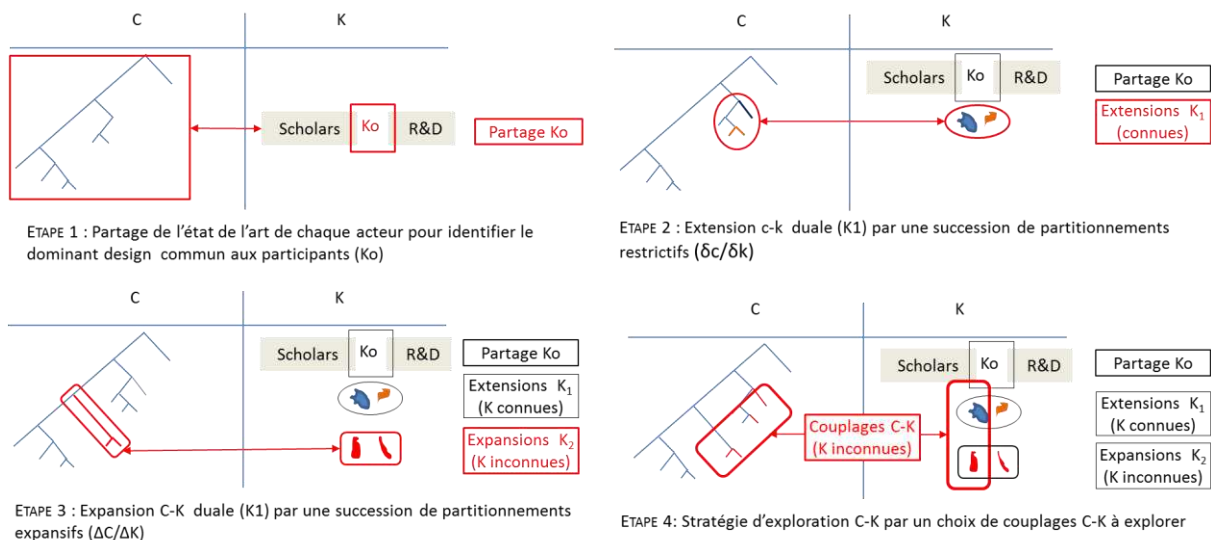 C K
Scholars Ko R&D Partage Ko
ETAPE 1 : Partage de l'état de l'art de chaque acteur pour identifier le
dominant design commun aux participants (Ko)
C K
Scholars Ko R&D Partage Ko
Extensions K₁
(connues)
ETAPE 2 : Extension c-k duale (K1) par une succession de partitionnements
restrictifs (δc/δk)
C K
Scholars Ko R&D Partage Ko
Extensions K₁
(K connues)
Expansions K₂
(K inconnues)
ETAPE 3 : Expansion C-K duale (K1) par une succession de partitionnements
expansifs (ΔC/ΔK)
C K
Scholars Ko R&D Partage Ko
Couplages C-K
(K inconnues)
Extensions K₁
(K connues)
Expansions K₂
(K inconnues)
ETAPE 4: Stratégie d'exploration C-K par un choix de couplages C-K à explorer